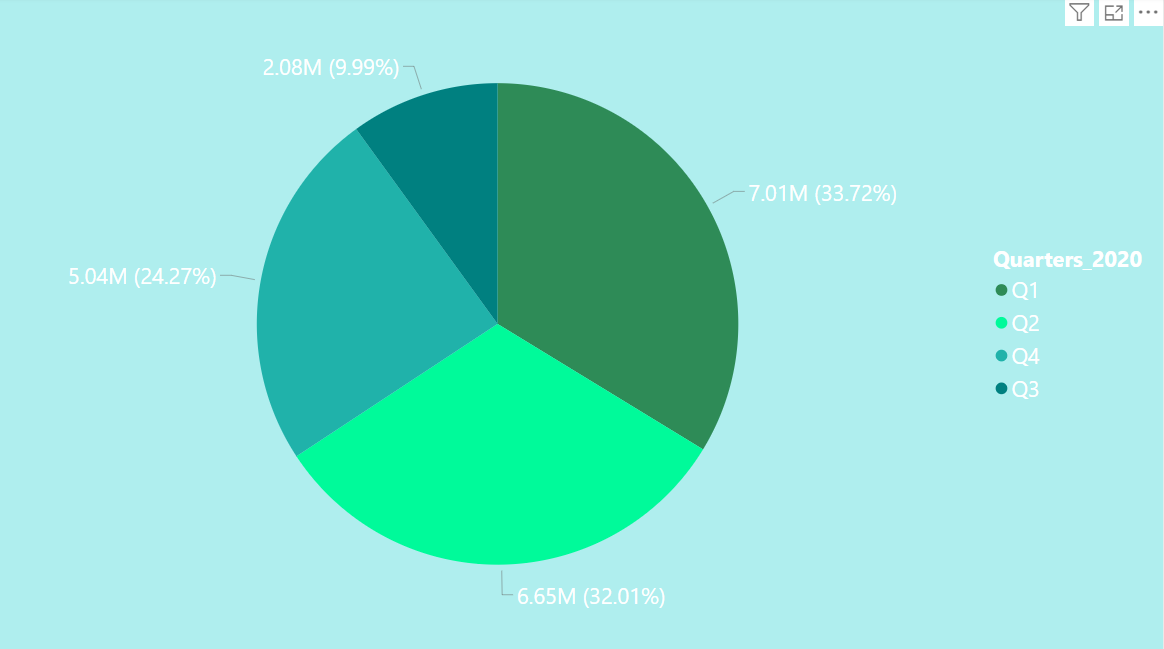 2.08M (9.99%)
7.01M (33.72%)
5.04M (24.27%)
6.65M (32.01%)
Quarters_2020
Q1
Q2
Q4
Q3